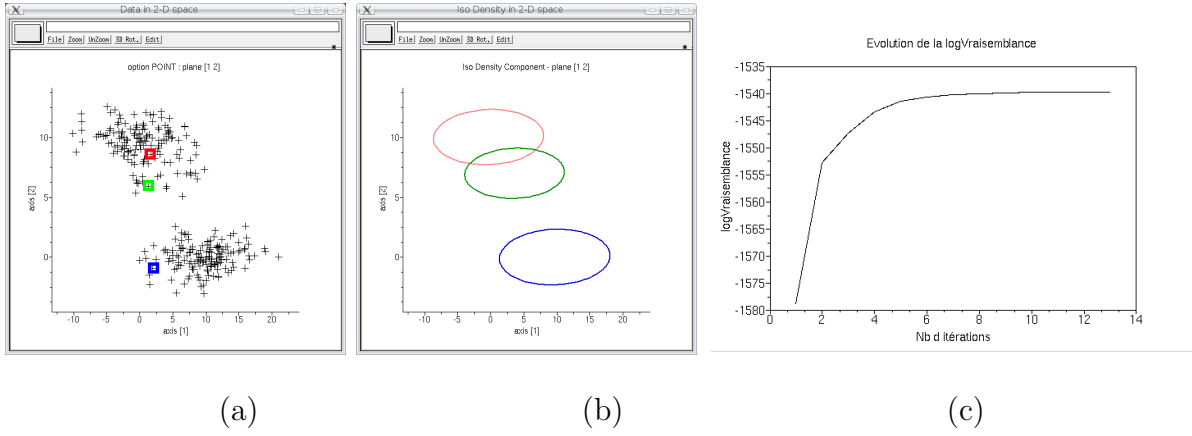 Data in 2-D space
File Zoom UnZoom 3D Rot. Edit
option POINT : plane [1 2]
10
5
0
axis [2]
-10 -5 0 5 10 15 20
axis [1]
(a)
Iso Density in 2-D space
File Zoom UnZoom 3D Rot. Edit
Iso Density Component - plane [1 2]
10
5
0
axis [2]
-10 -5 0 5 10 15 20
axis [1]
(b)
Evolution de la logVraisemblance
-1535
-1540
-1545
-1550
-1555
-1560
-1565
-1570
-1575
-1580
logVraisemblance
0 2 4 6 8 10 12 14
Nb d itérations
(c)